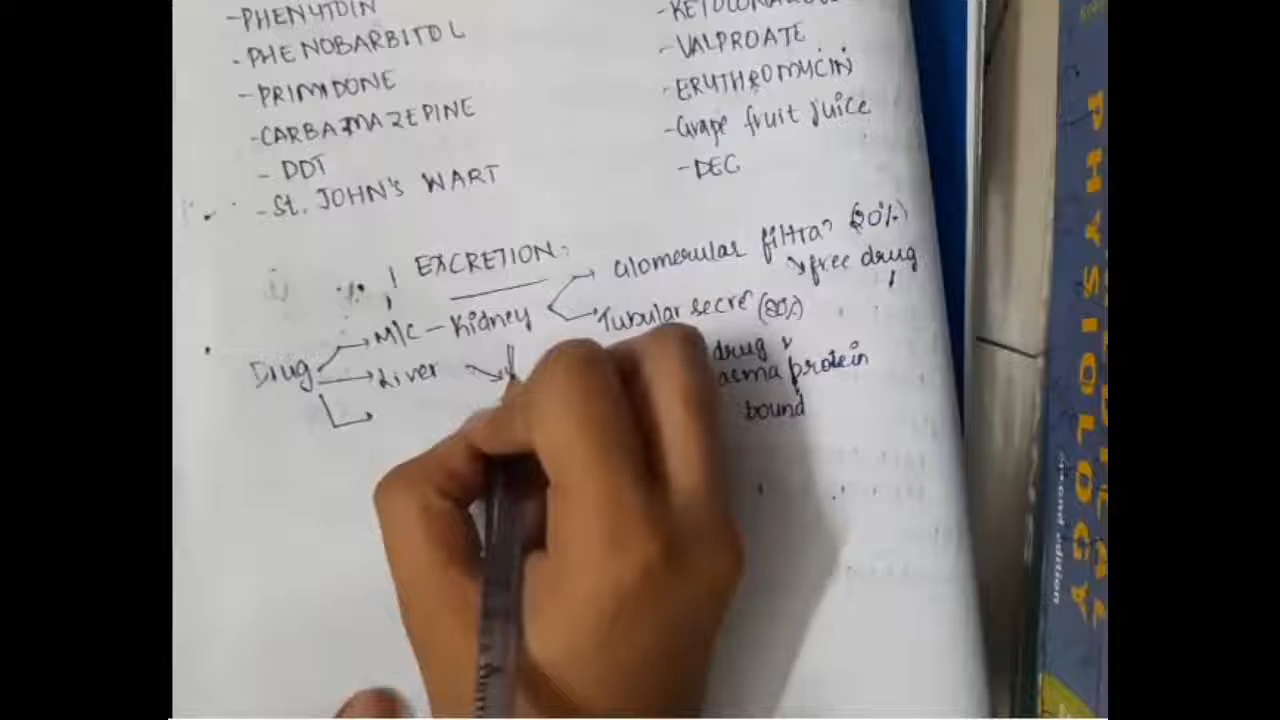 -PHENYTOIN
-PHENOBARBITOL
-PRIMIDONE
-CARBAMAZEPINE
-DDT
-St. JOHN'S WART
-VALPROATE
-ERYTHROMYCIN
-Grape fruit juice
-DEC
EXCRETION:
Glomerular filtraⁿ (20%)
free drug
Tubular secreⁿ (80%)
drug
protein
bound
Drug
M/C - Kidney
Liver
PHYSIOLOGY